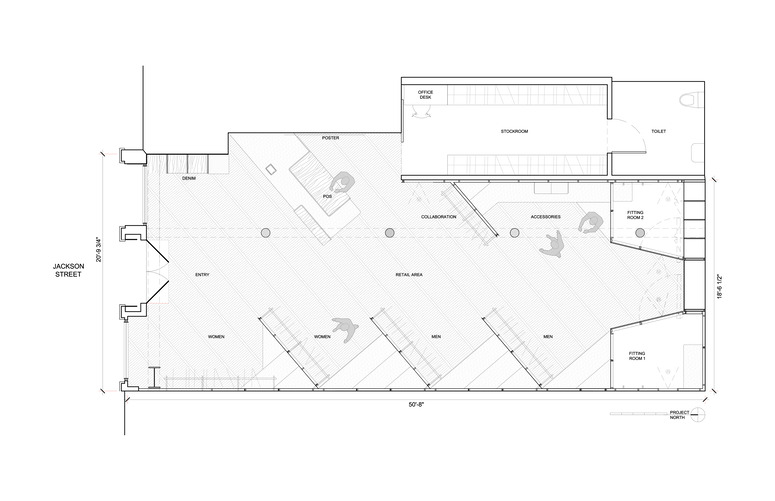 OFFICE
DESK
STOCKROOM
TOILET
POSTER
DENIM
POS
COLLABORATION
ACCESSORIES
FITTING
ROOM 2
20'-9 3/4"
JACKSON
STREET
ENTRY
RETAIL AREA
18'-6 1/2"
WOMEN
WOMEN
MEN
MEN
FITTING
ROOM 1
50'-8"
PROJECT
NORTH